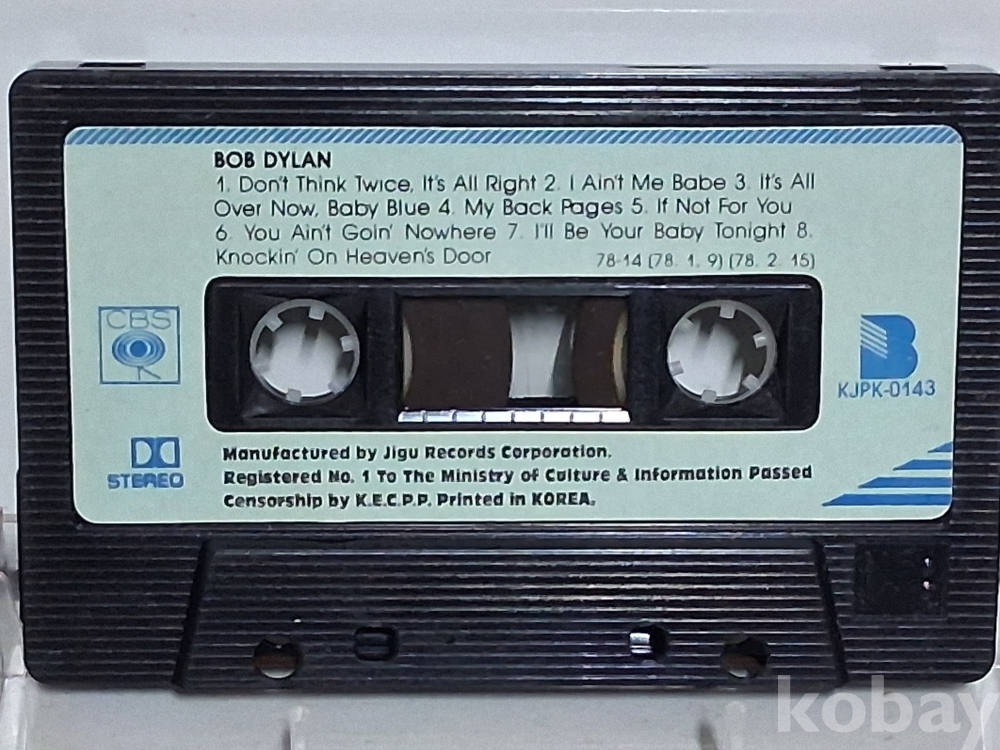 BOB DYLAN
1. Don't Think Twice, It's All Right 2. I Ain't Me Babe 3. It's All
Over Now, Baby Blue 4. My Back Pages 5. If Not For You
6. You Ain't Goin' Nowhere 7. I'll Be Your Baby Tonight 8.
Knockin' On Heaven's Door 78-14 (78. 1. 9) (78. 2. 15)
CBS
B
KJPK-0143
STEREO
Manufactured by Jigu Records Corporation.
Registered No. 1 To The Ministry of Culture & Information Passed
Censorship by K.E.C.P.P. Printed in KOREA.
kobay